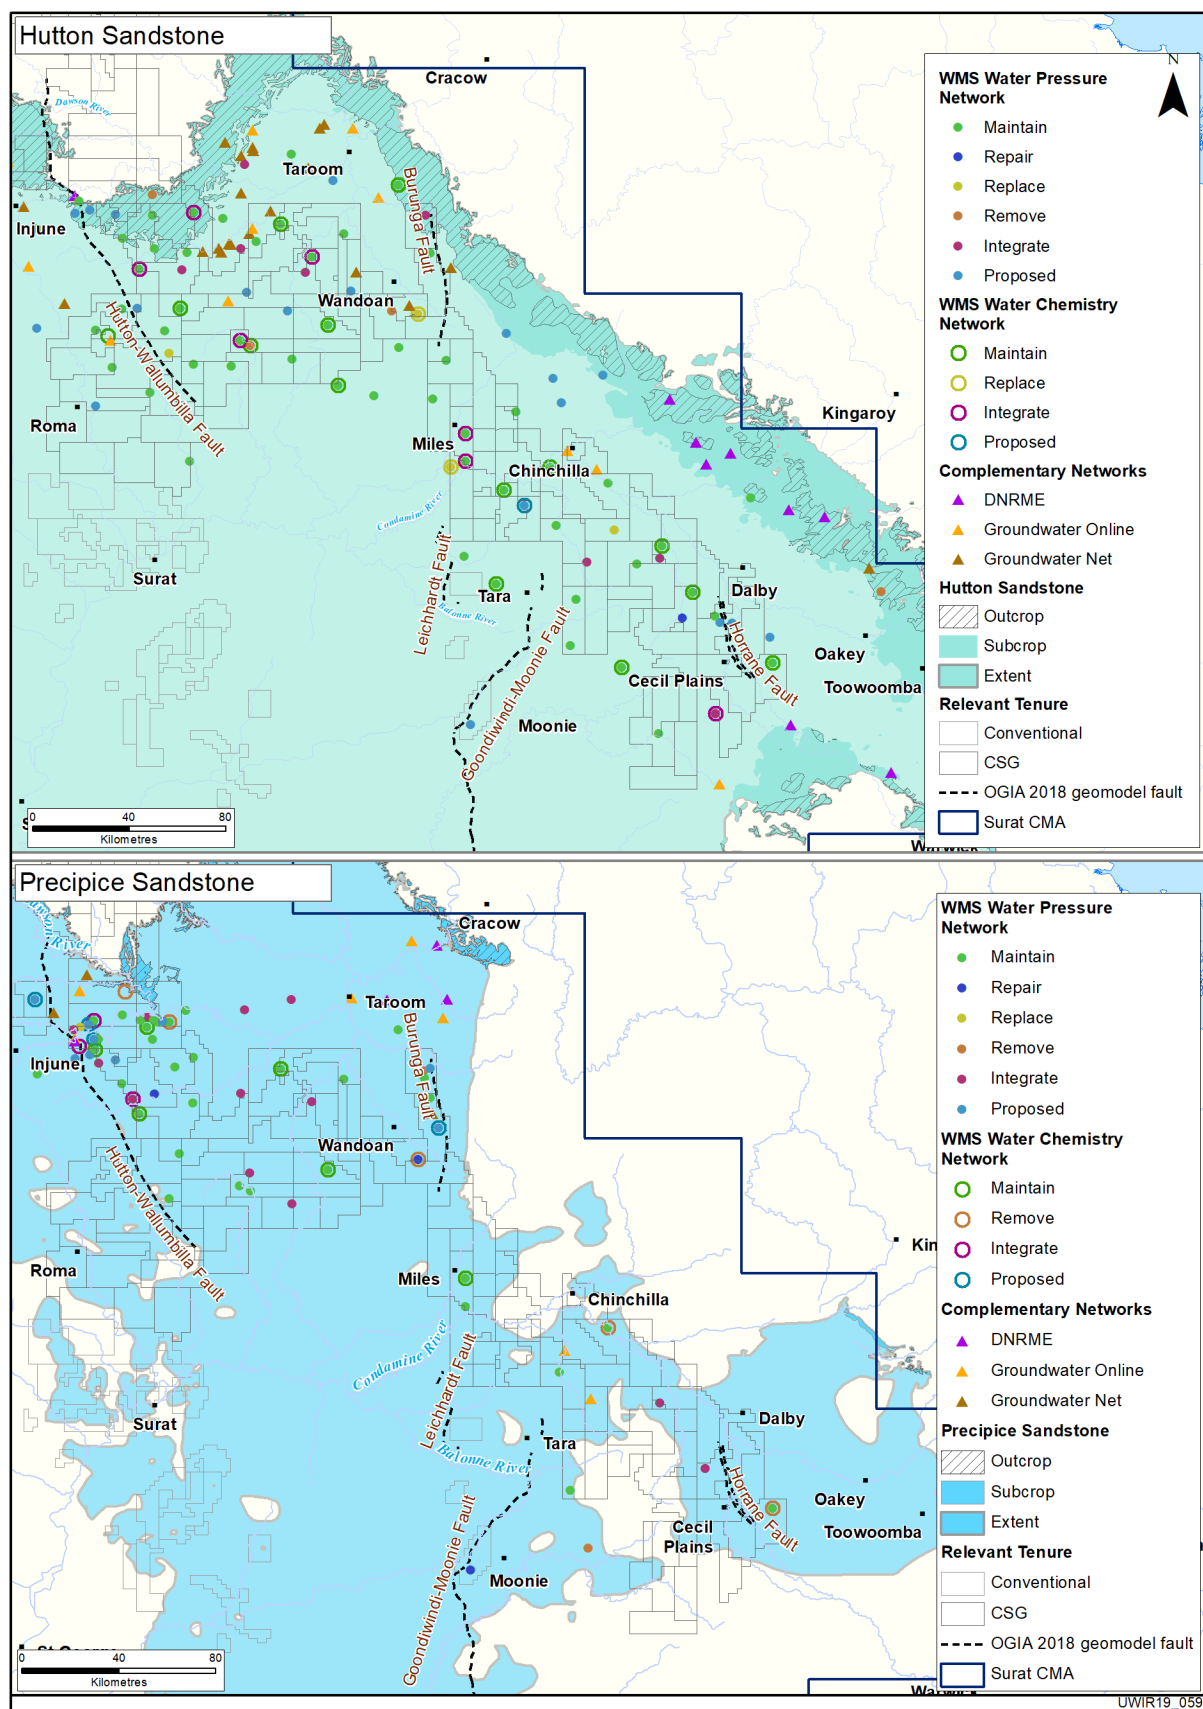 Hutton Sandstone
Cracow
Dawson River
Taroom
Burunga Fault
Injune
Wandoan
Hutton-Wallumbilla Fault
Roma
Miles
Chinchilla
Kingaroy
Condamine River
Surat
Leichhardt Fault
Tara
Balonne River
Dalby
Goondiwindi-Moonie Fault
Horrane Fault
Oakey
Cecil Plains
Toowoomba
Moonie
0 40 80
Kilometres
N
WMS Water Pressure
Network
Maintain
Repair
Replace
Remove
Integrate
Proposed
WMS Water Chemistry
Network
Maintain
Replace
Integrate
Proposed
Complementary Networks
DNRME
Groundwater Online
Groundwater Net
Hutton Sandstone
Outcrop
Subcrop
Extent
Relevant Tenure
Conventional
CSG
OGIA 2018 geomodel fault
Surat CMA
Precipice Sandstone
Cracow
River
Taroom
Burunga Fault
Injune
Wandoan
Hutton-Wallumbilla Fault
Roma
Miles
Chinchilla
Kin
Condamine River
Leichhardt Fault
Surat
Dalby
Tara
Balonne River
Horrane Fault
Oakey
Cecil
Plains
Toowoomba
Goondiwindi-Moonie Fault
Moonie
0 40 80
Kilometres
WMS Water Pressure
Network
Maintain
Repair
Replace
Remove
Integrate
Proposed
WMS Water Chemistry
Network
Maintain
Remove
Integrate
Proposed
Complementary Networks
DNRME
Groundwater Online
Groundwater Net
Precipice Sandstone
Outcrop
Subcrop
Extent
Relevant Tenure
Conventional
CSG
OGIA 2018 geomodel fault
Surat CMA
UWIR19_059